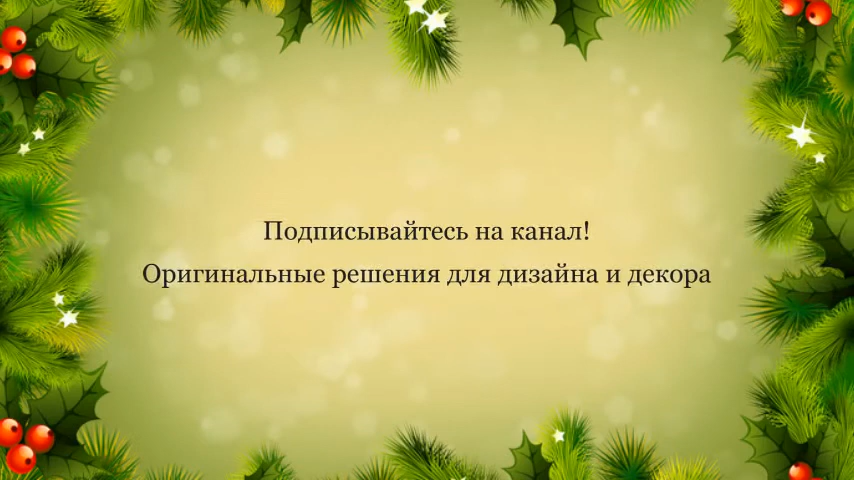 Подписывайтесь на канал!
Оригинальные решения для дизайна и декора